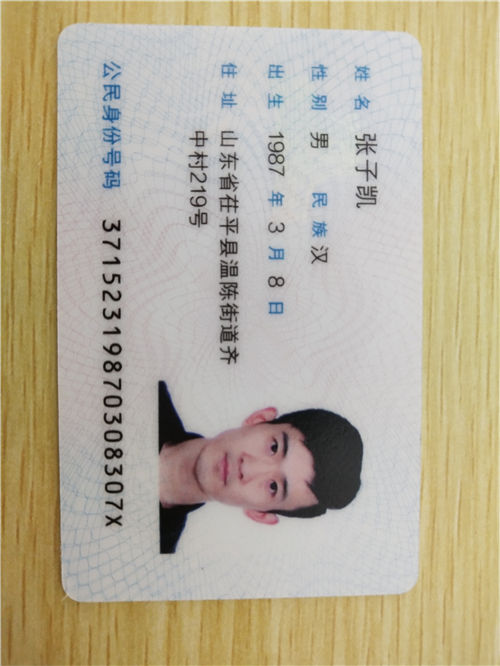 姓名 张子凯
性别 男 民族 汉
出生 1987 年 3 月 8 日
住址 山东省茌平县温陈街道齐
中村219号
公民身份号码 37152319870308307X